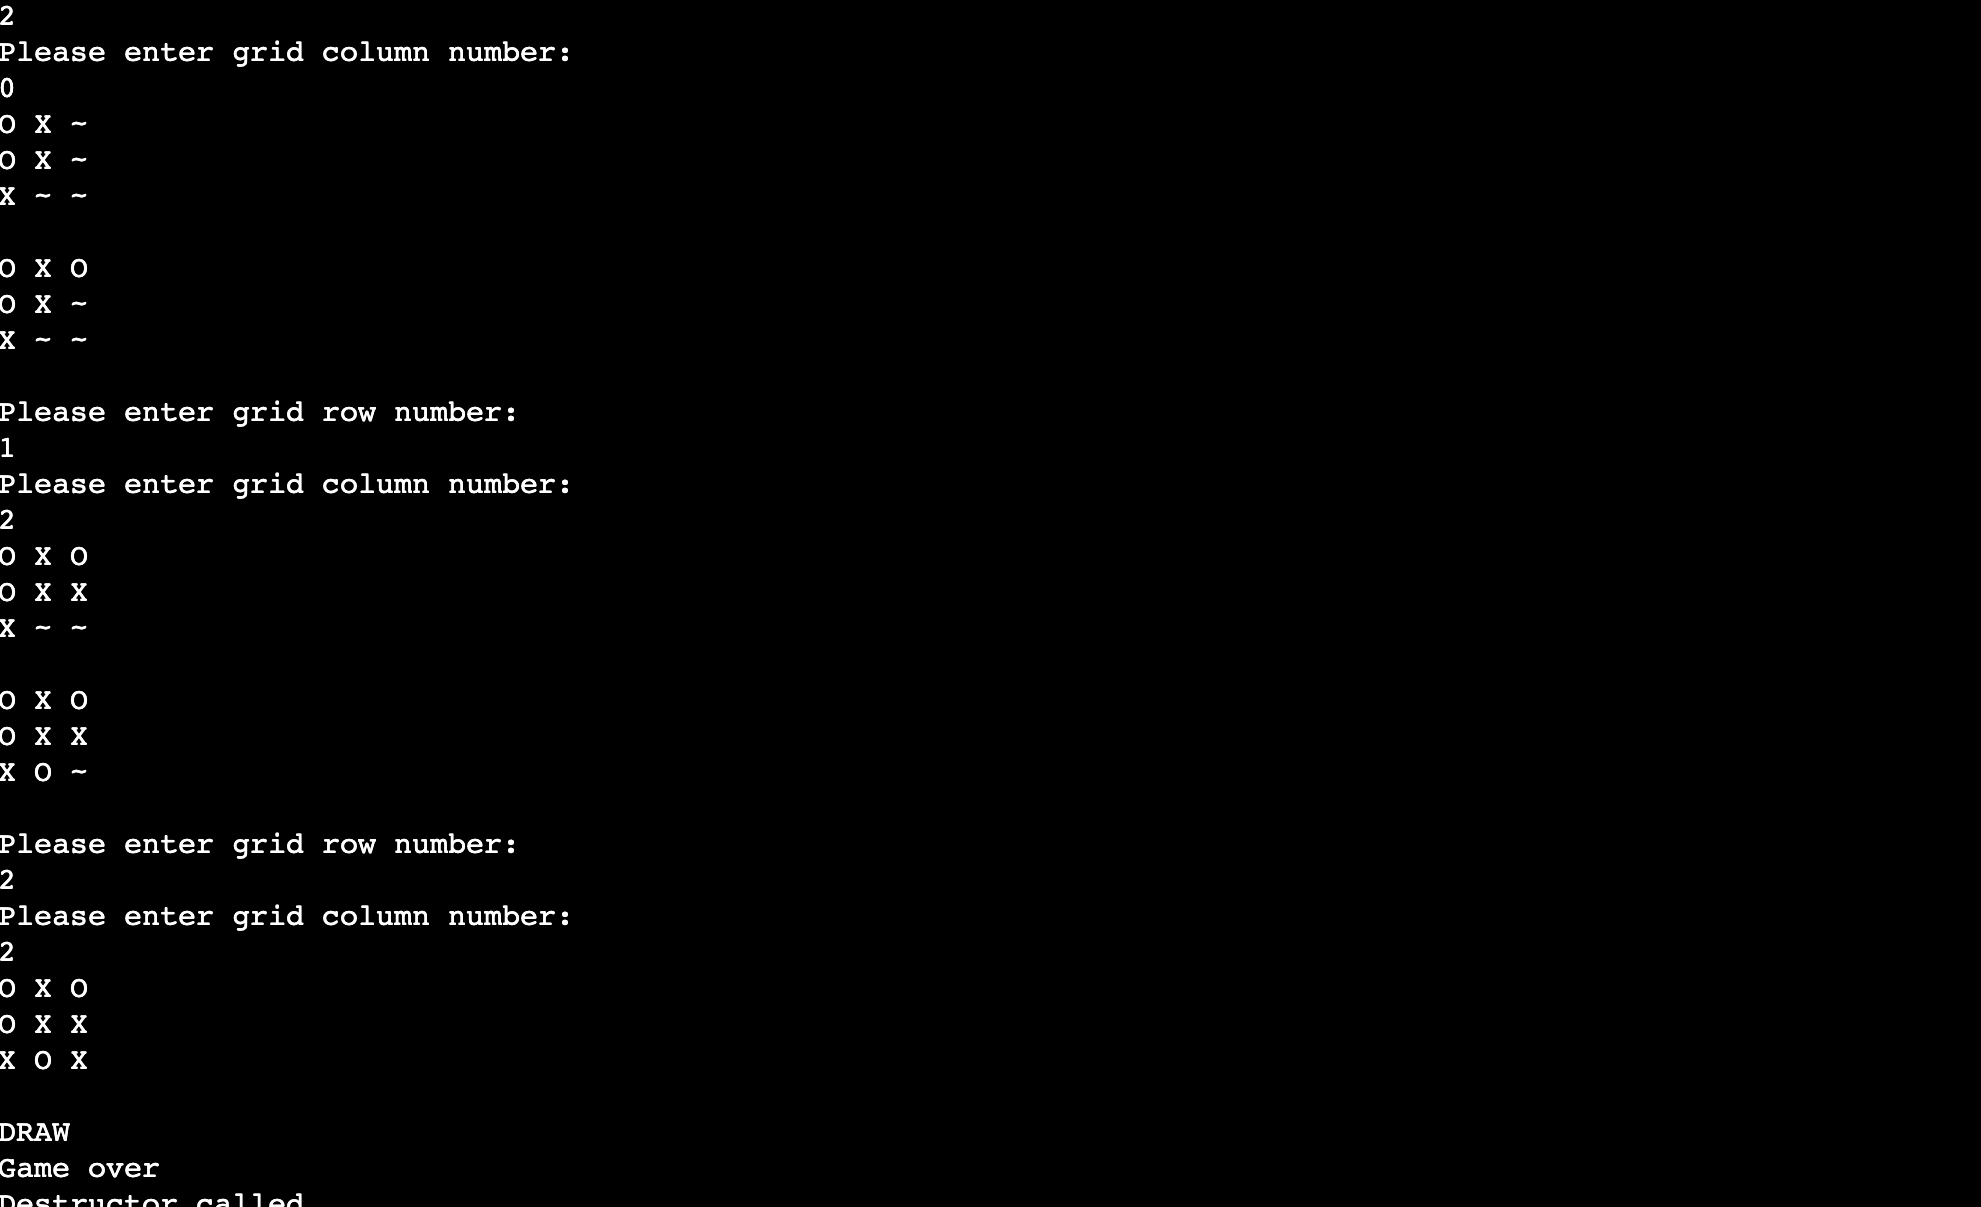 2
Please enter grid column number:
0
O X ~
O X ~
X ~ ~
O X O
O X ~
X ~ ~
Please enter grid row number:
1
Please enter grid column number:
2
O X O
O X X
X ~ ~
O X O
O X X
X O ~
Please enter grid row number:
2
Please enter grid column number:
2
O X O
O X X
X O X
DRAW
Game over
Destructor called